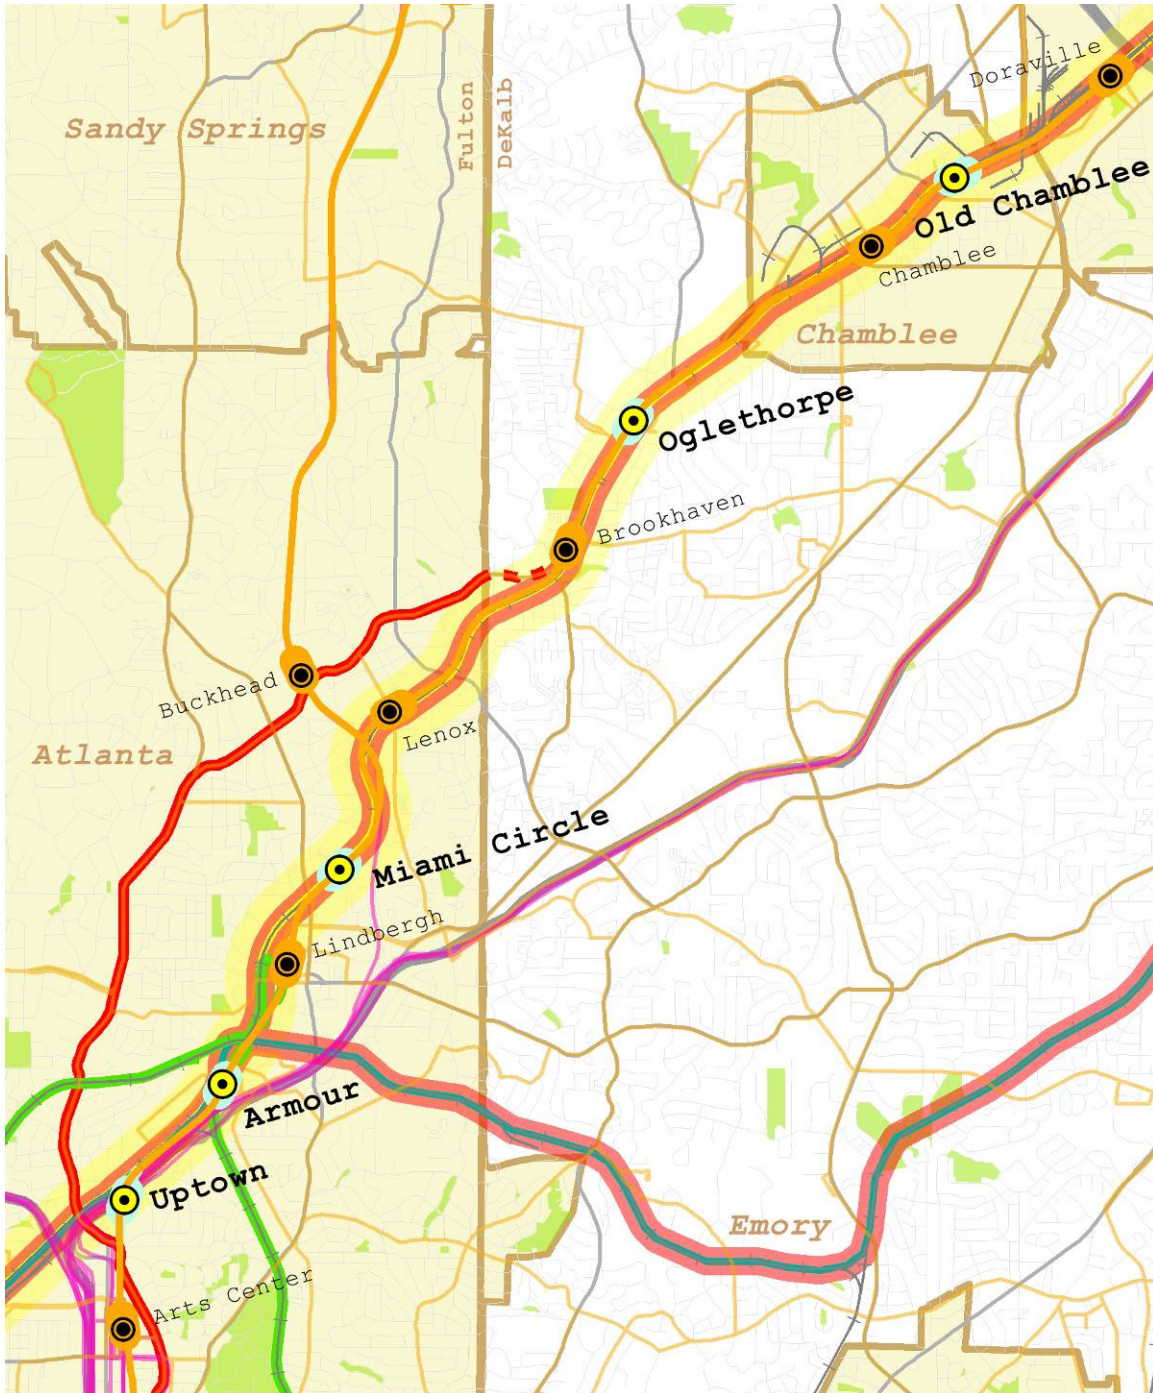 Doraville
Fulton
DeKalb
Sandy Springs
Old Chamblee
Chamblee
Chamblee
Oglethorpe
Brookhaven
Buckhead
Lenox
Atlanta
Miami Circle
Lindbergh
Armour
Uptown
Emory
Arts Center